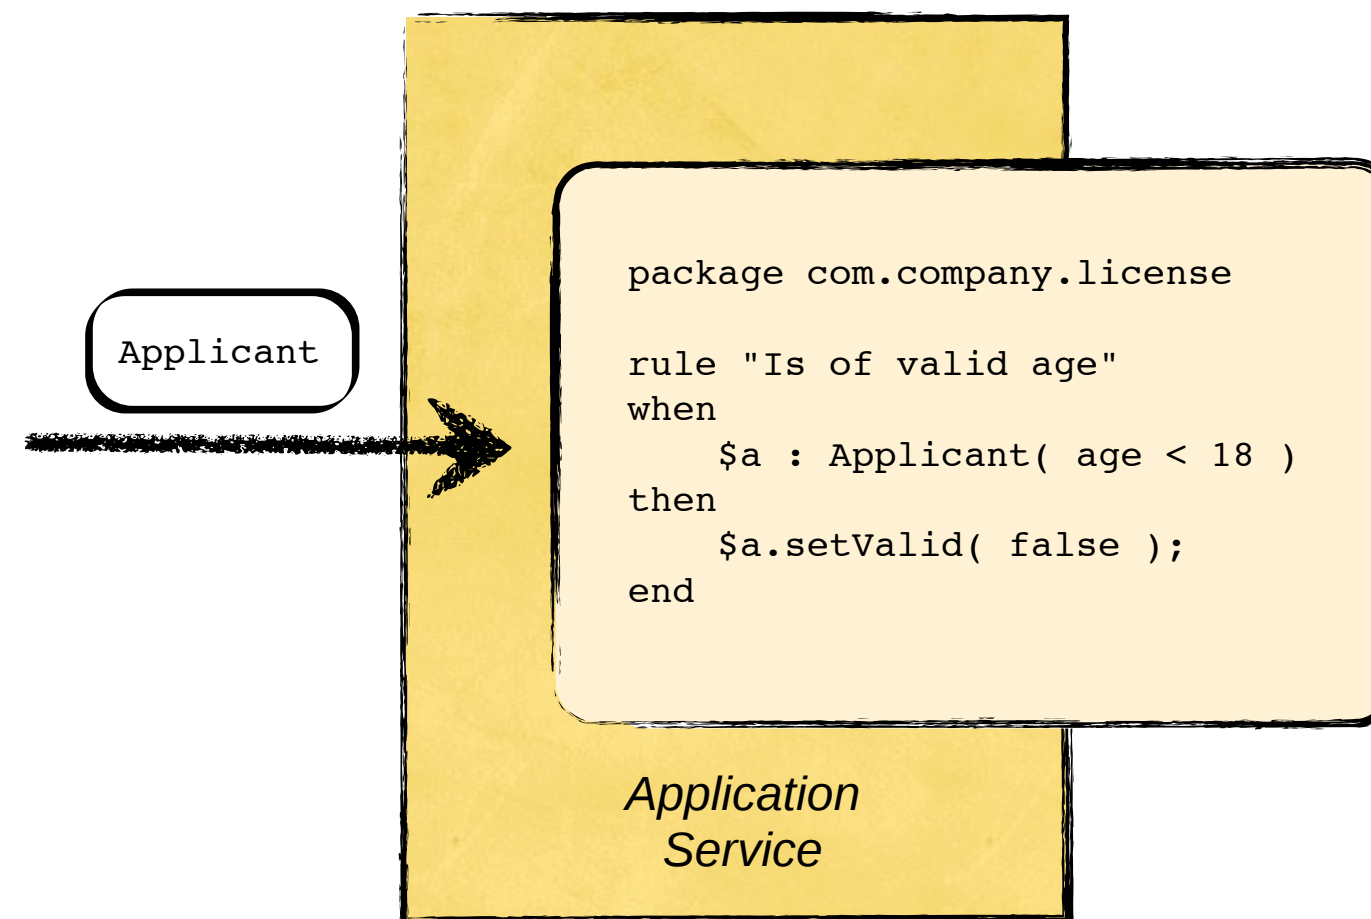 Applicant
package com.company.license
rule "Is of valid age"
when
    $a : Applicant( age < 18 )
then
    $a.setValid( false );
end
Application
Service